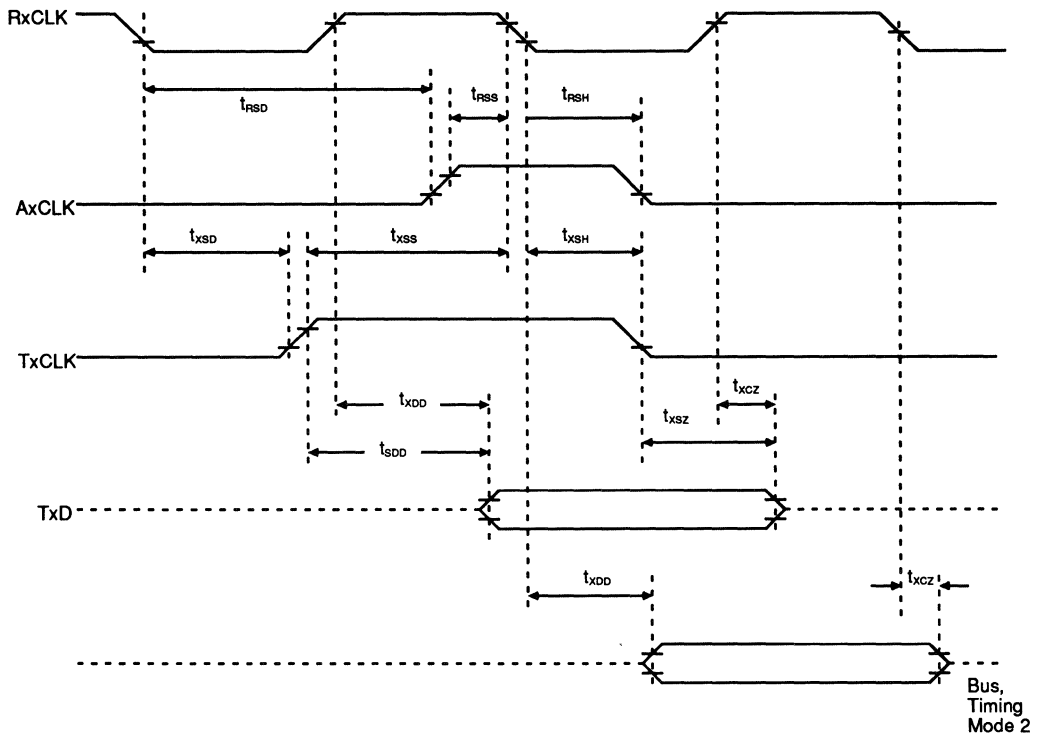 RxCLK
tRSD
tRSS
tRSH
AxCLK
tXSD
tXSS
tXSH
TxCLK
tXDD
tXCZ
tXSZ
tSDD
TxD
tXDD
tXCZ
Bus,
Timing
Mode 2